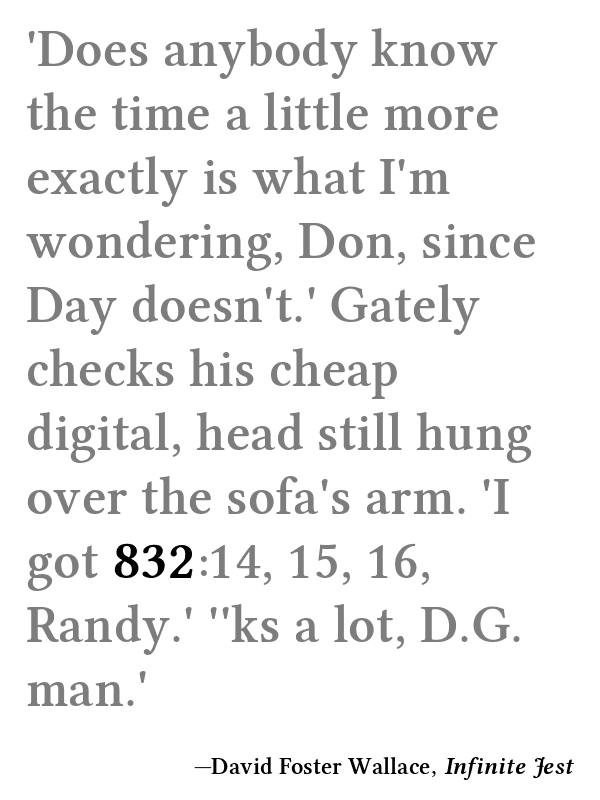 'Does anybody know
the time a little more
exactly is what I'm
wondering, Don, since
Day doesn't.' Gately
checks his cheap
digital, head still hung
over the sofa's arm. 'I
got 832:14, 15, 16,
Randy.' ''ks a lot, D.G.
man.'
—David Foster Wallace, Infinite Jest